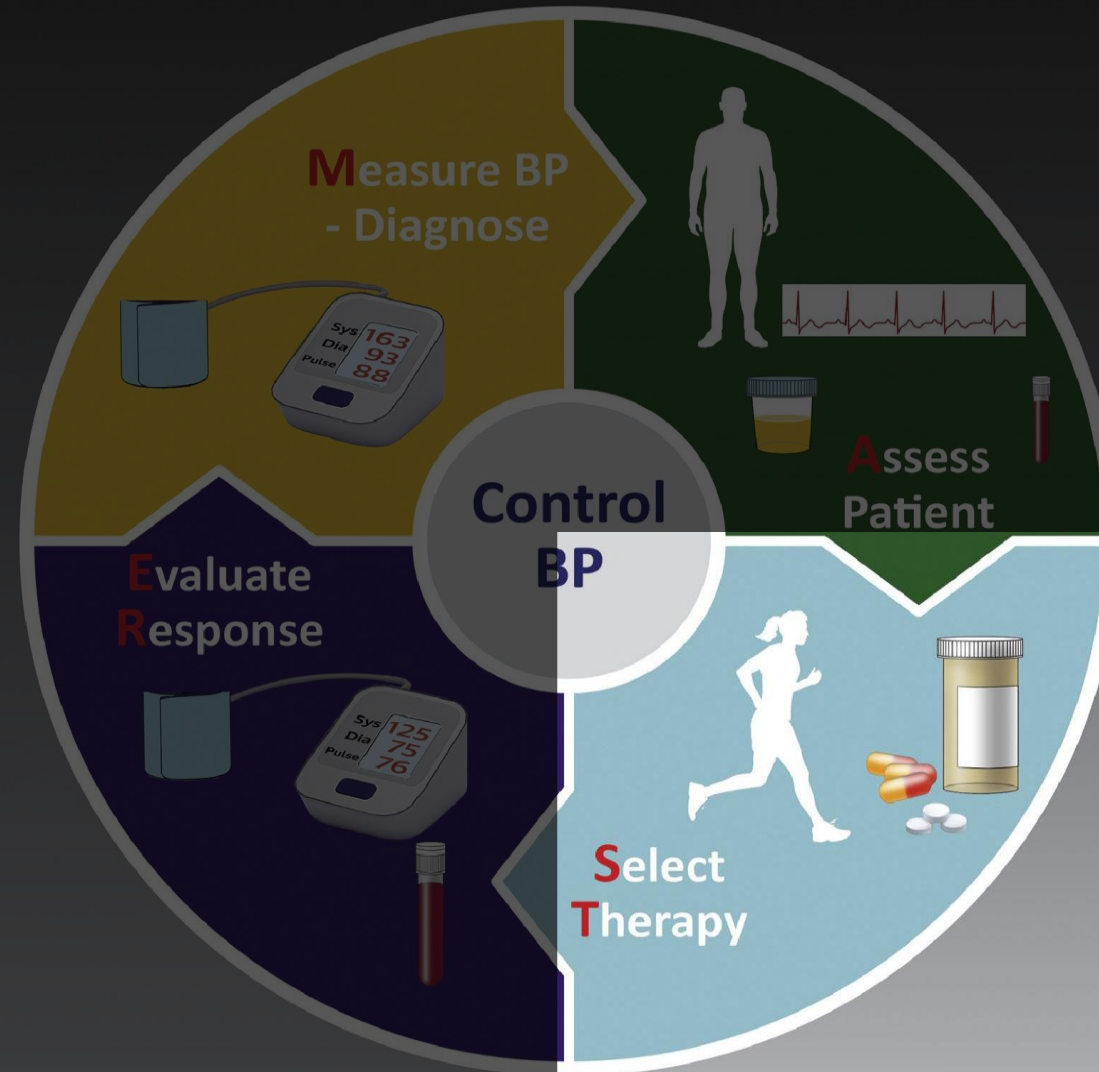 Measure BP
- Diagnose
Sys 163
Dia 93
Pulse 88
Assess
Patient
Control
BP
Evaluate
Response
Sys 125
Dia 75
Pulse 76
Select
Therapy